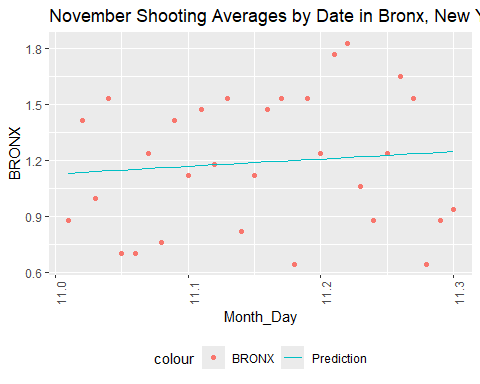 November Shooting Averages by Date in Bronx, New
1.8
1.5
1.2
0.9
0.6
BRONX
11.0
11.1
11.2
11.3
Month_Day
colour
BRONX
Prediction